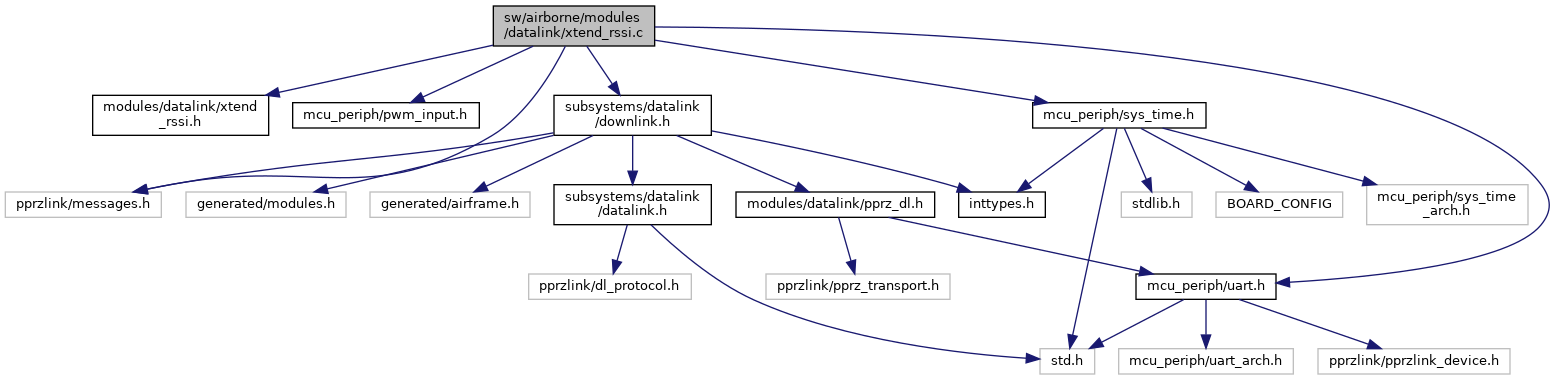 sw/airborne/modules
/datalink/xtend_rssi.c
modules/datalink/xtend
_rssi.h
mcu_periph/pwm_input.h
subsystems/datalink
/downlink.h
mcu_periph/sys_time.h
pprzlink/messages.h
generated/modules.h
generated/airframe.h
subsystems/datalink
/datalink.h
modules/datalink/pprz_dl.h
inttypes.h
stdlib.h
BOARD_CONFIG
mcu_periph/sys_time
_arch.h
pprzlink/dl_protocol.h
pprzlink/pprz_transport.h
mcu_periph/uart.h
std.h
mcu_periph/uart_arch.h
pprzlink/pprzlink_device.h